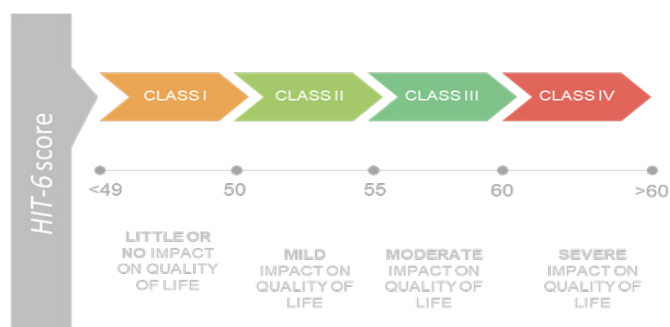 HIT-6 score
CLASS I
CLASS II
CLASS III
CLASS IV
<49
50
55
60
>60
LITTLE OR
NO IMPACT
ON QUALITY
OF LIFE
MILD
IMPACT ON
QUALITY OF
LIFE
MODERATE
IMPACT ON
QUALITY OF
LIFE
SEVERE
IMPACT ON
QUALITY OF
LIFE